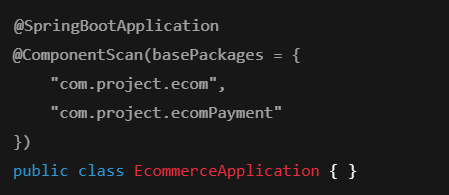 @SpringBootApplication
@ComponentScan(basePackages = {
    "com.project.ecom",
    "com.project.ecomPayment"
})
public class EcommerceApplication { }